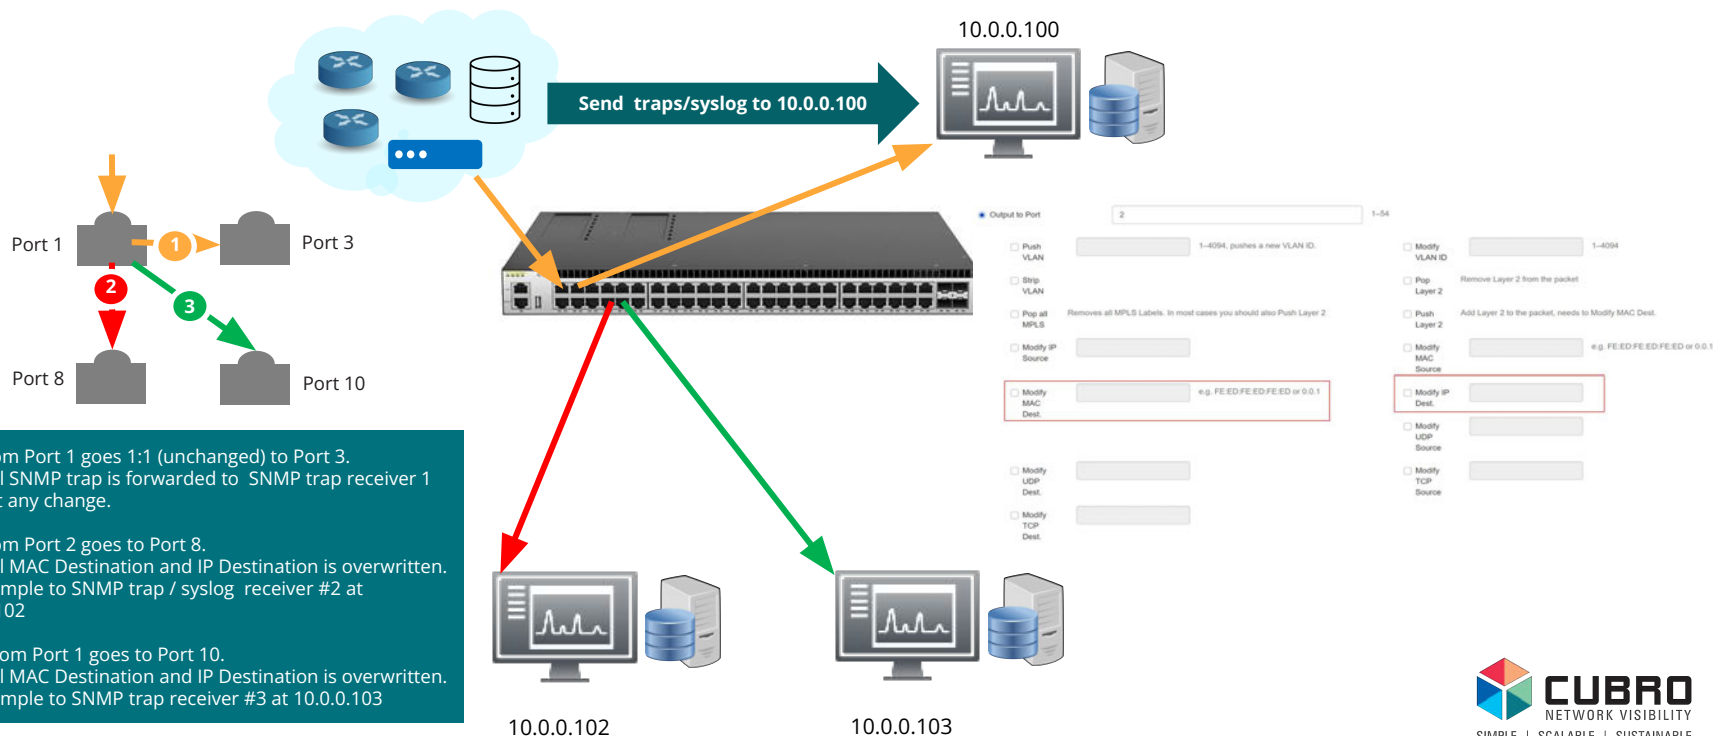 10.0.0.100
Send traps/syslog to 10.0.0.100
Port 1
1
Port 3
2
3
Port 8
Port 10
om Port 1 goes 1:1 (unchanged) to Port 3.
l SNMP trap is forwarded to SNMP trap receiver 1
t any change.
om Port 2 goes to Port 8.
l MAC Destination and IP Destination is overwritten.
mple to SNMP trap / syslog receiver #2 at
102
om Port 1 goes to Port 10.
l MAC Destination and IP Destination is overwritten.
mple to SNMP trap receiver #3 at 10.0.0.103
Output to Port
2
1–54
Push
VLAN
1–4094, pushes a new VLAN ID.
Modify
VLAN ID
1–4094
Strip
VLAN
Pop
Layer 2
Remove Layer 2 from the packet
Pop all
MPLS
Removes all MPLS Labels. In most cases you should also Push Layer 2
Push
Layer 2
Add Layer 2 to the packet, needs to Modify MAC Dest.
Modify IP
Source
Modify
MAC
Source
e.g. FE:ED:FE:ED:FE:ED or 0.0.1
Modify
MAC
Dest.
e.g. FE:ED:FE:ED:FE:ED or 0.0.1
Modify IP
Dest.
Modify
UDP
Source
Modify
UDP
Dest.
Modify
TCP
Source
Modify
TCP
Dest.
10.0.0.102
10.0.0.103
CUBRO
NETWORK VISIBILITY
SIMPLE | SCALABLE | SUSTAINABLE